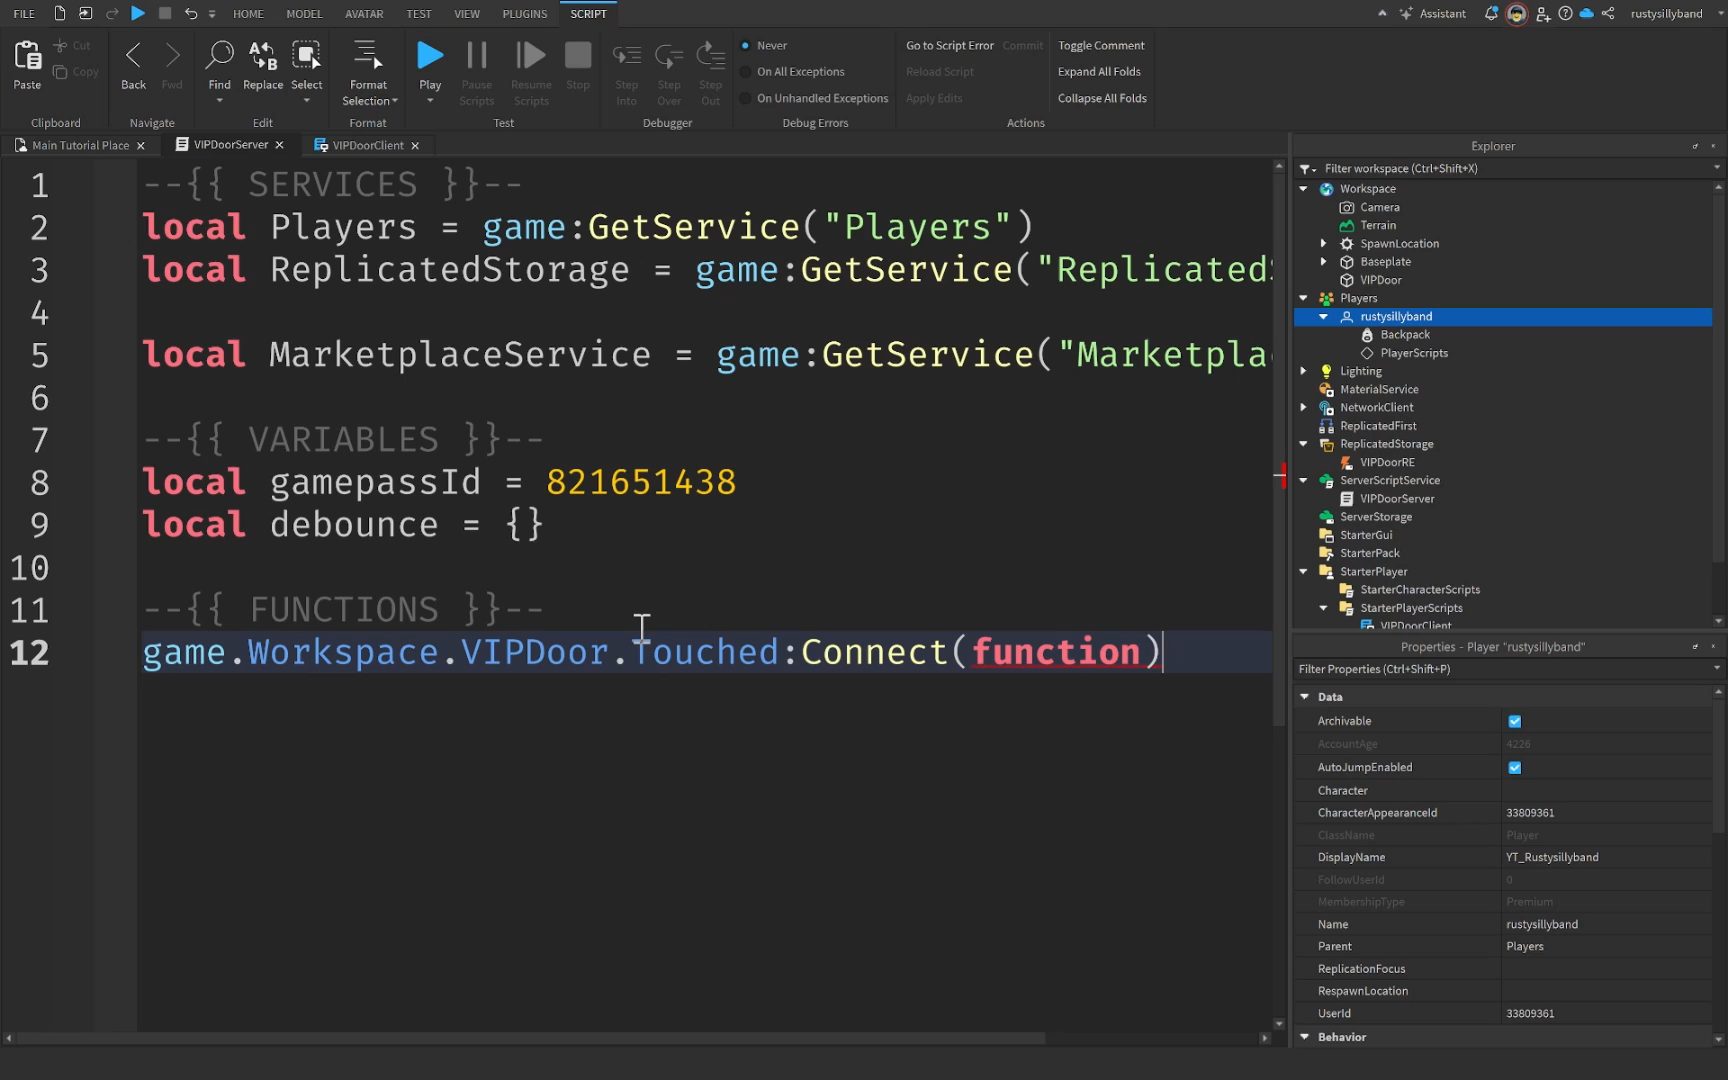 FILE HOME MODEL AVATAR TEST VIEW PLUGINS SCRIPT Assistant rustysillyband
Paste Cut Copy Back Fwd Find Replace Select Format Selection Play Pause Scripts Resume Scripts Stop Step Into Step Over Step Out
Never
On All Exceptions
On Unhandled Exceptions
Go to Script Error Commit Toggle Comment
Reload Script Expand All Folds
Apply Edits Collapse All Folds
Clipboard Navigate Edit Format Test Debugger Debug Errors Actions
Main Tutorial Place VIPDoorServer VIPDoorClient
1 --{{ SERVICES }}--
2 local Players = game:GetService("Players")
3 local ReplicatedStorage = game:GetService("ReplicatedS
4
5 local MarketplaceService = game:GetService("Marketpla
6
7 --{{ VARIABLES }}--
8 local gamepassId = 821651438
9 local debounce = {}
10
11 --{{ FUNCTIONS }}--
12 game.Workspace.VIPDoor.Touched:Connect(function)
Explorer
Filter workspace (Ctrl+Shift+X)
Workspace
Camera
Terrain
SpawnLocation
Baseplate
VIPDoor
Players
rustysillyband
Backpack
PlayerScripts
Lighting
MaterialService
NetworkClient
ReplicatedFirst
ReplicatedStorage
VIPDoorRE
ServerScriptService
VIPDoorServer
ServerStorage
StarterGui
StarterPack
StarterPlayer
StarterCharacterScripts
StarterPlayerScripts
VIPDoorClient
Properties - Player "rustysillyband"
Filter Properties (Ctrl+Shift+P)
Data
Archivable
AccountAge 4226
AutoJumpEnabled
Character
CharacterAppearanceId 33809361
ClassName Player
DisplayName YT_Rustysillyband
FollowUserId 0
MembershipType Premium
Name rustysillyband
Parent Players
ReplicationFocus
RespawnLocation
UserId 33809361
Behavior